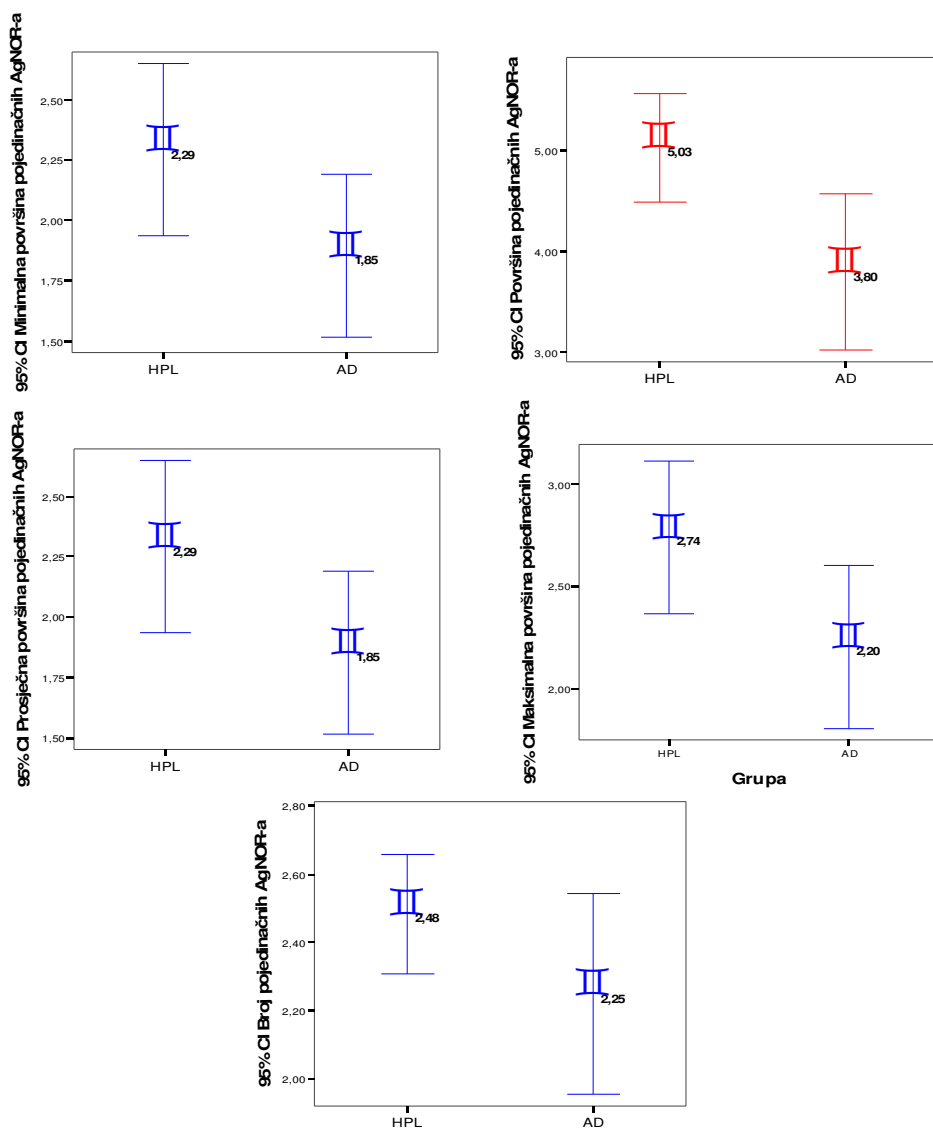 95% CI Minimalna površina pojedinačnih AgNOR-a
2,50
2,25
2,00
1,75
1,50
2,29
1,85
HPL
AD
95% CI Površina pojedinačnih AgNOR-a
5,00
4,00
3,00
5,03
3,80
HPL
AD
95% CI Prosječna površina pojedinačnih AgNOR-a
2,50
2,25
2,00
1,75
1,50
2,29
1,85
HPL
AD
95% CI Maksimalna površina pojedinačnih AgNOR-a
3,00
2,50
2,00
2,74
2,20
HPL
AD
Grupa
95% CI Broj pojedinačnih AgNOR-a
2,80
2,60
2,40
2,20
2,00
2,48
2,25
HPL
AD